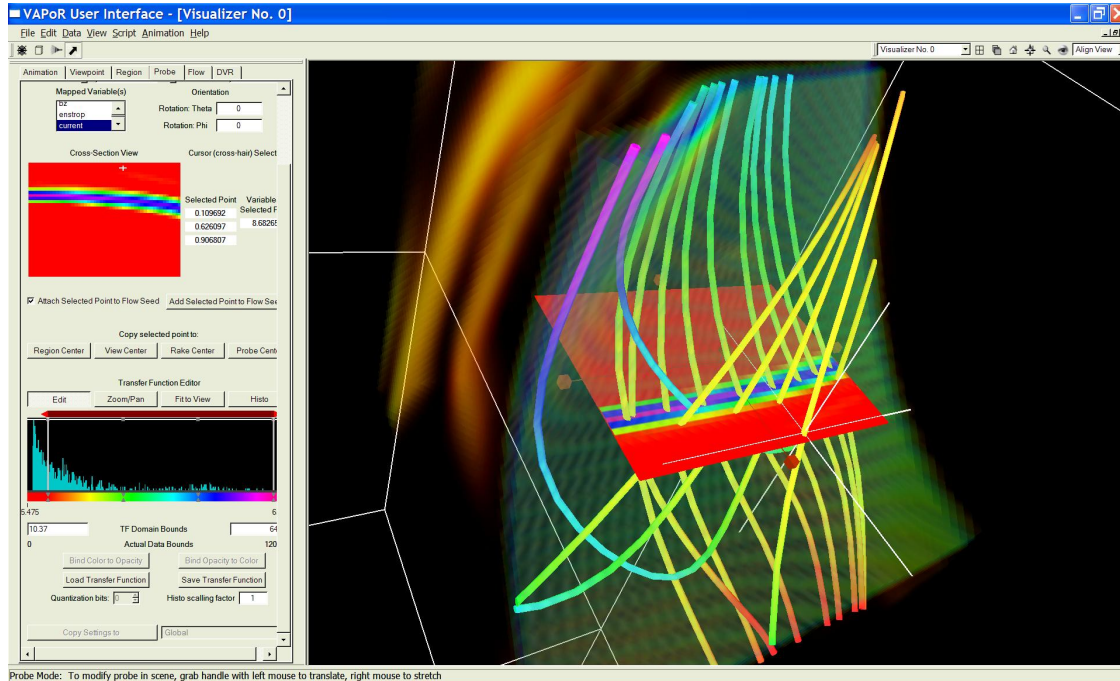 VAPoR User Interface - [Visualizer No. 0]
File Edit Data View Script Animation Help
Visualizer No. 0 Align View
Animation Viewpoint Region Probe Flow DVR
Mapped Variable(s) Orientation
bz
enstrop
current
Rotation: Theta 0
Rotation: Phi 0
Cross-Section View Cursor (cross-hair) Select
Selected Point Variable
Selected P
0.109692
0.626097
0.906807
8.68265
Attach Selected Point to Flow Seed Add Selected Point to Flow See
Copy selected point to:
Region Center View Center Rake Center Probe Cent
Transfer Function Editor
Edit Zoom/Pan Fit to View Histo
5.475 6
10.37 TF Domain Bounds 64
0 Actual Data Bounds 120
Bind Color to Opacity Bind Opacity to Color
Load Transfer Function Save Transfer Function
Quantization bits: 0 Histo scalling factor 1
Copy Settings to Global
Probe Mode: To modify probe in scene, grab handle with left mouse to translate, right mouse to stretch